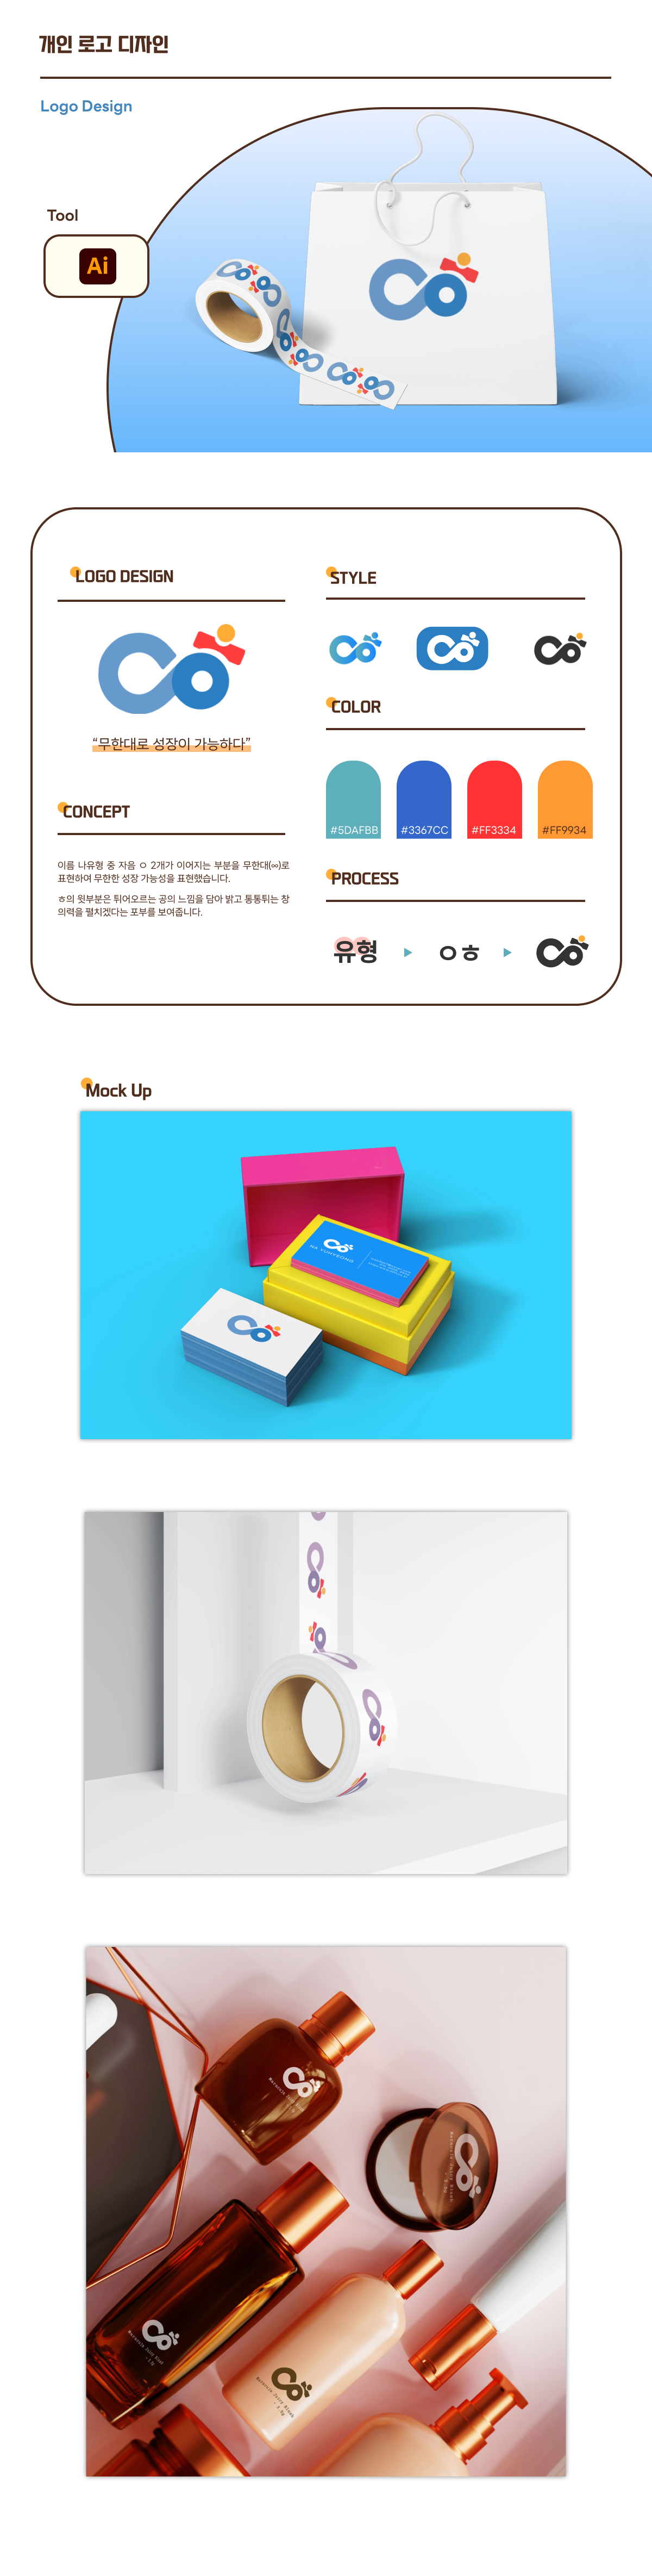 개인 로고 디자인
Logo Design
Tool
Ai
LOGO DESIGN
“무한대로 성장이 가능하다”
CONCEPT
이름 나유형 중 자음 ㅇ 2개가 이어지는 부분을 무한대(∞)로
표현하여 무한한 성장 가능성을 표현했습니다.
ㅎ의 윗부분은 튀어오르는 공의 느낌을 담아 밝고 통통튀는 창
의력을 펼치겠다는 포부를 보여줍니다.
STYLE
COLOR
#5DAFBB
#3367CC
#FF3334
#FF9934
PROCESS
유형
ㅇㅎ
Mock Up
NA YUHYEONG